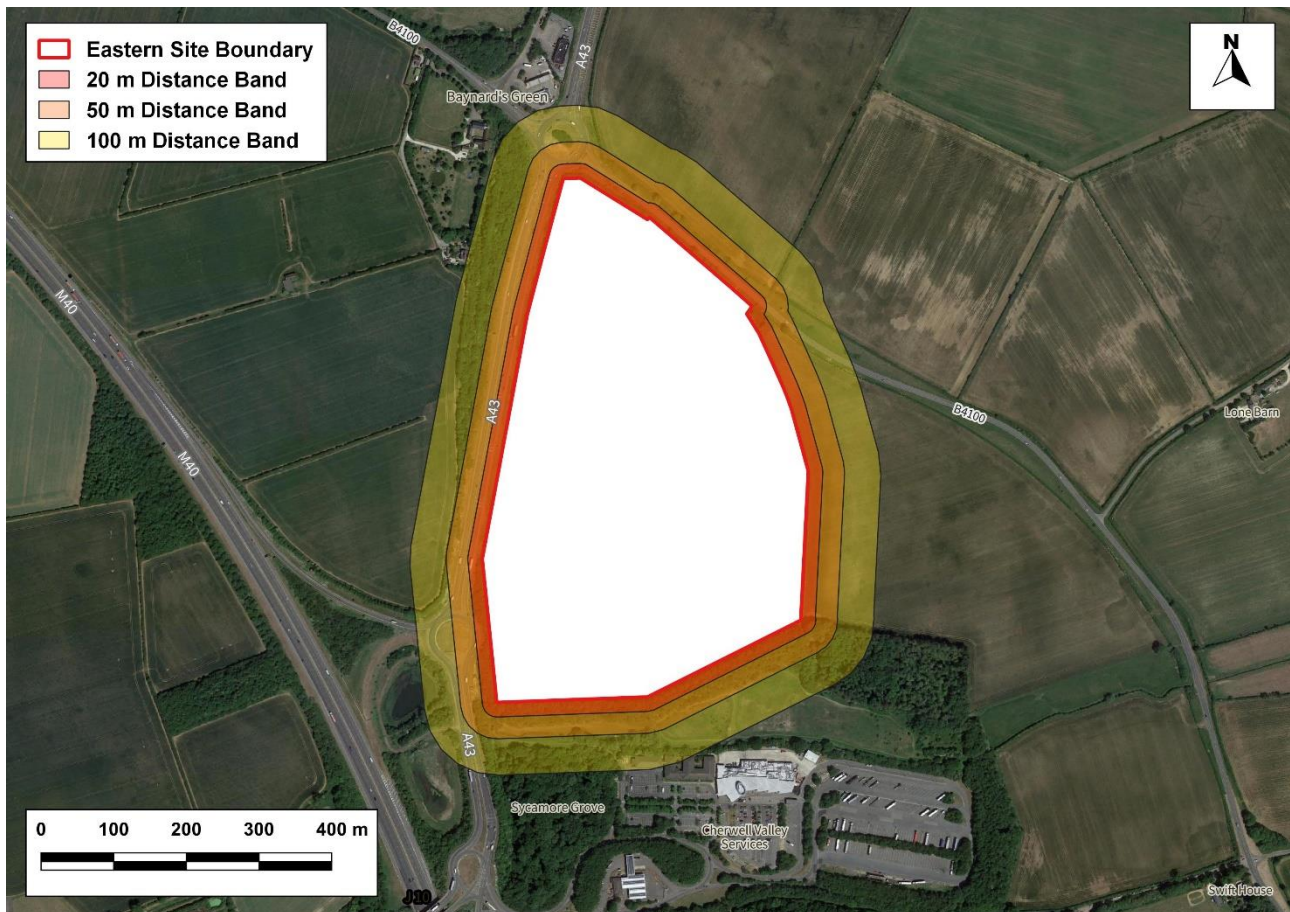 Eastern Site Boundary
20 m Distance Band
50 m Distance Band
100 m Distance Band
N
B4100
A43
Baynard's Green
M40
A43
M40
B4100
Lone Barn
A43
Sycamore Grove
Cherwell Valley
Services
J10
Swift House
0 100 200 300 400 m